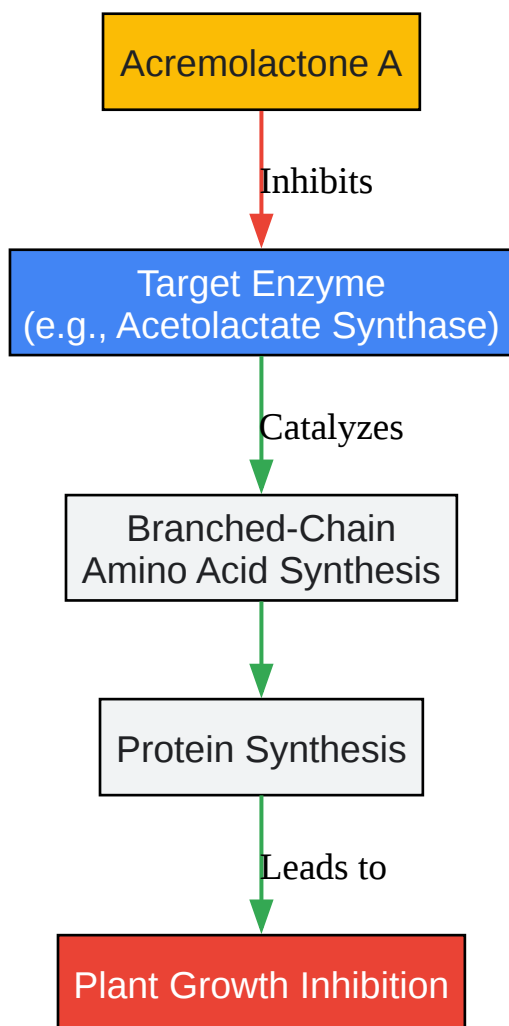 Acremolactone A
Inhibits
Target Enzyme
(e.g., Acetolactate Synthase)
Catalyzes
Branched-Chain
Amino Acid Synthesis
Protein Synthesis
Leads to
Plant Growth Inhibition